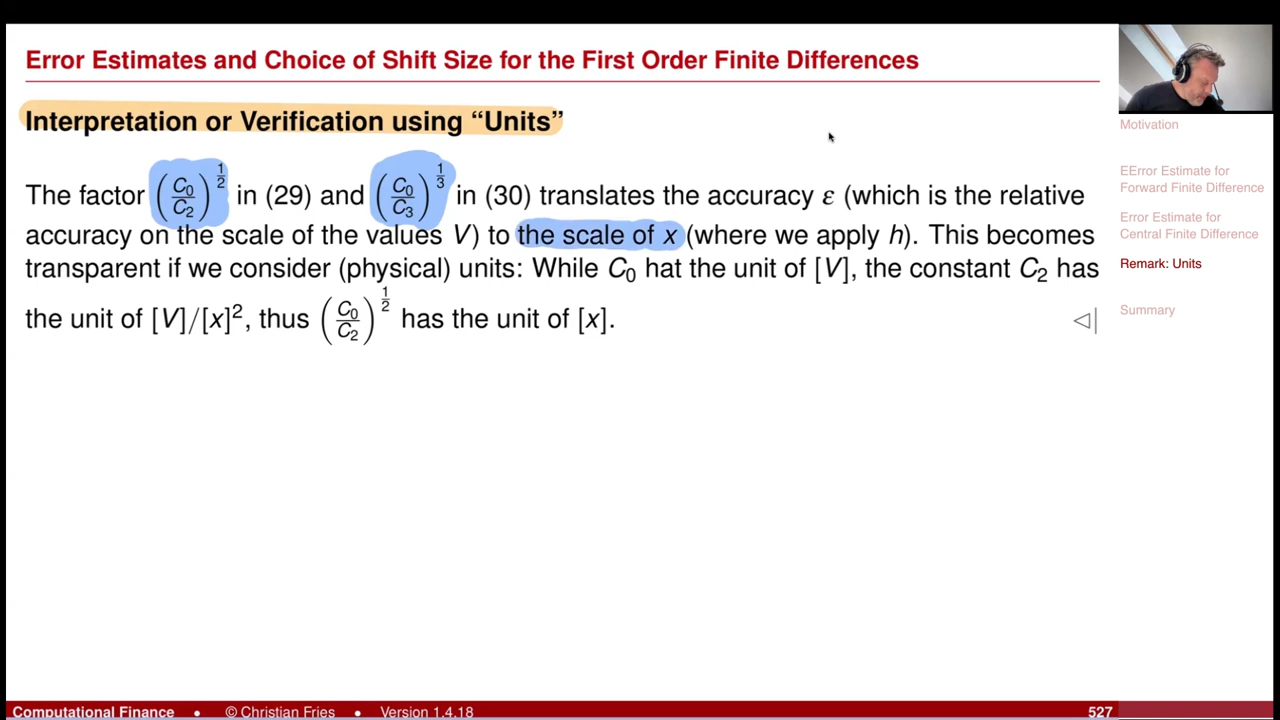 Error Estimates and Choice of Shift Size for the First Order Finite Differences
Interpretation or Verification using “Units”
The factor (C₀/C₂)^(1/2) in (29) and (C₀/C₃)^(1/3) in (30) translates the accuracy ε (which is the relative
accuracy on the scale of the values V) to the scale of x (where we apply h). This becomes
transparent if we consider (physical) units: While C₀ hat the unit of [V], the constant C₂ has
the unit of [V]/[x]², thus (C₀/C₂)^(1/2) has the unit of [x]. ◁|
Motivation
EError Estimate for
Forward Finite Difference
Error Estimate for
Central Finite Difference
Remark: Units
Summary
Computational Finance • © Christian Fries • Version 1.4.18 527